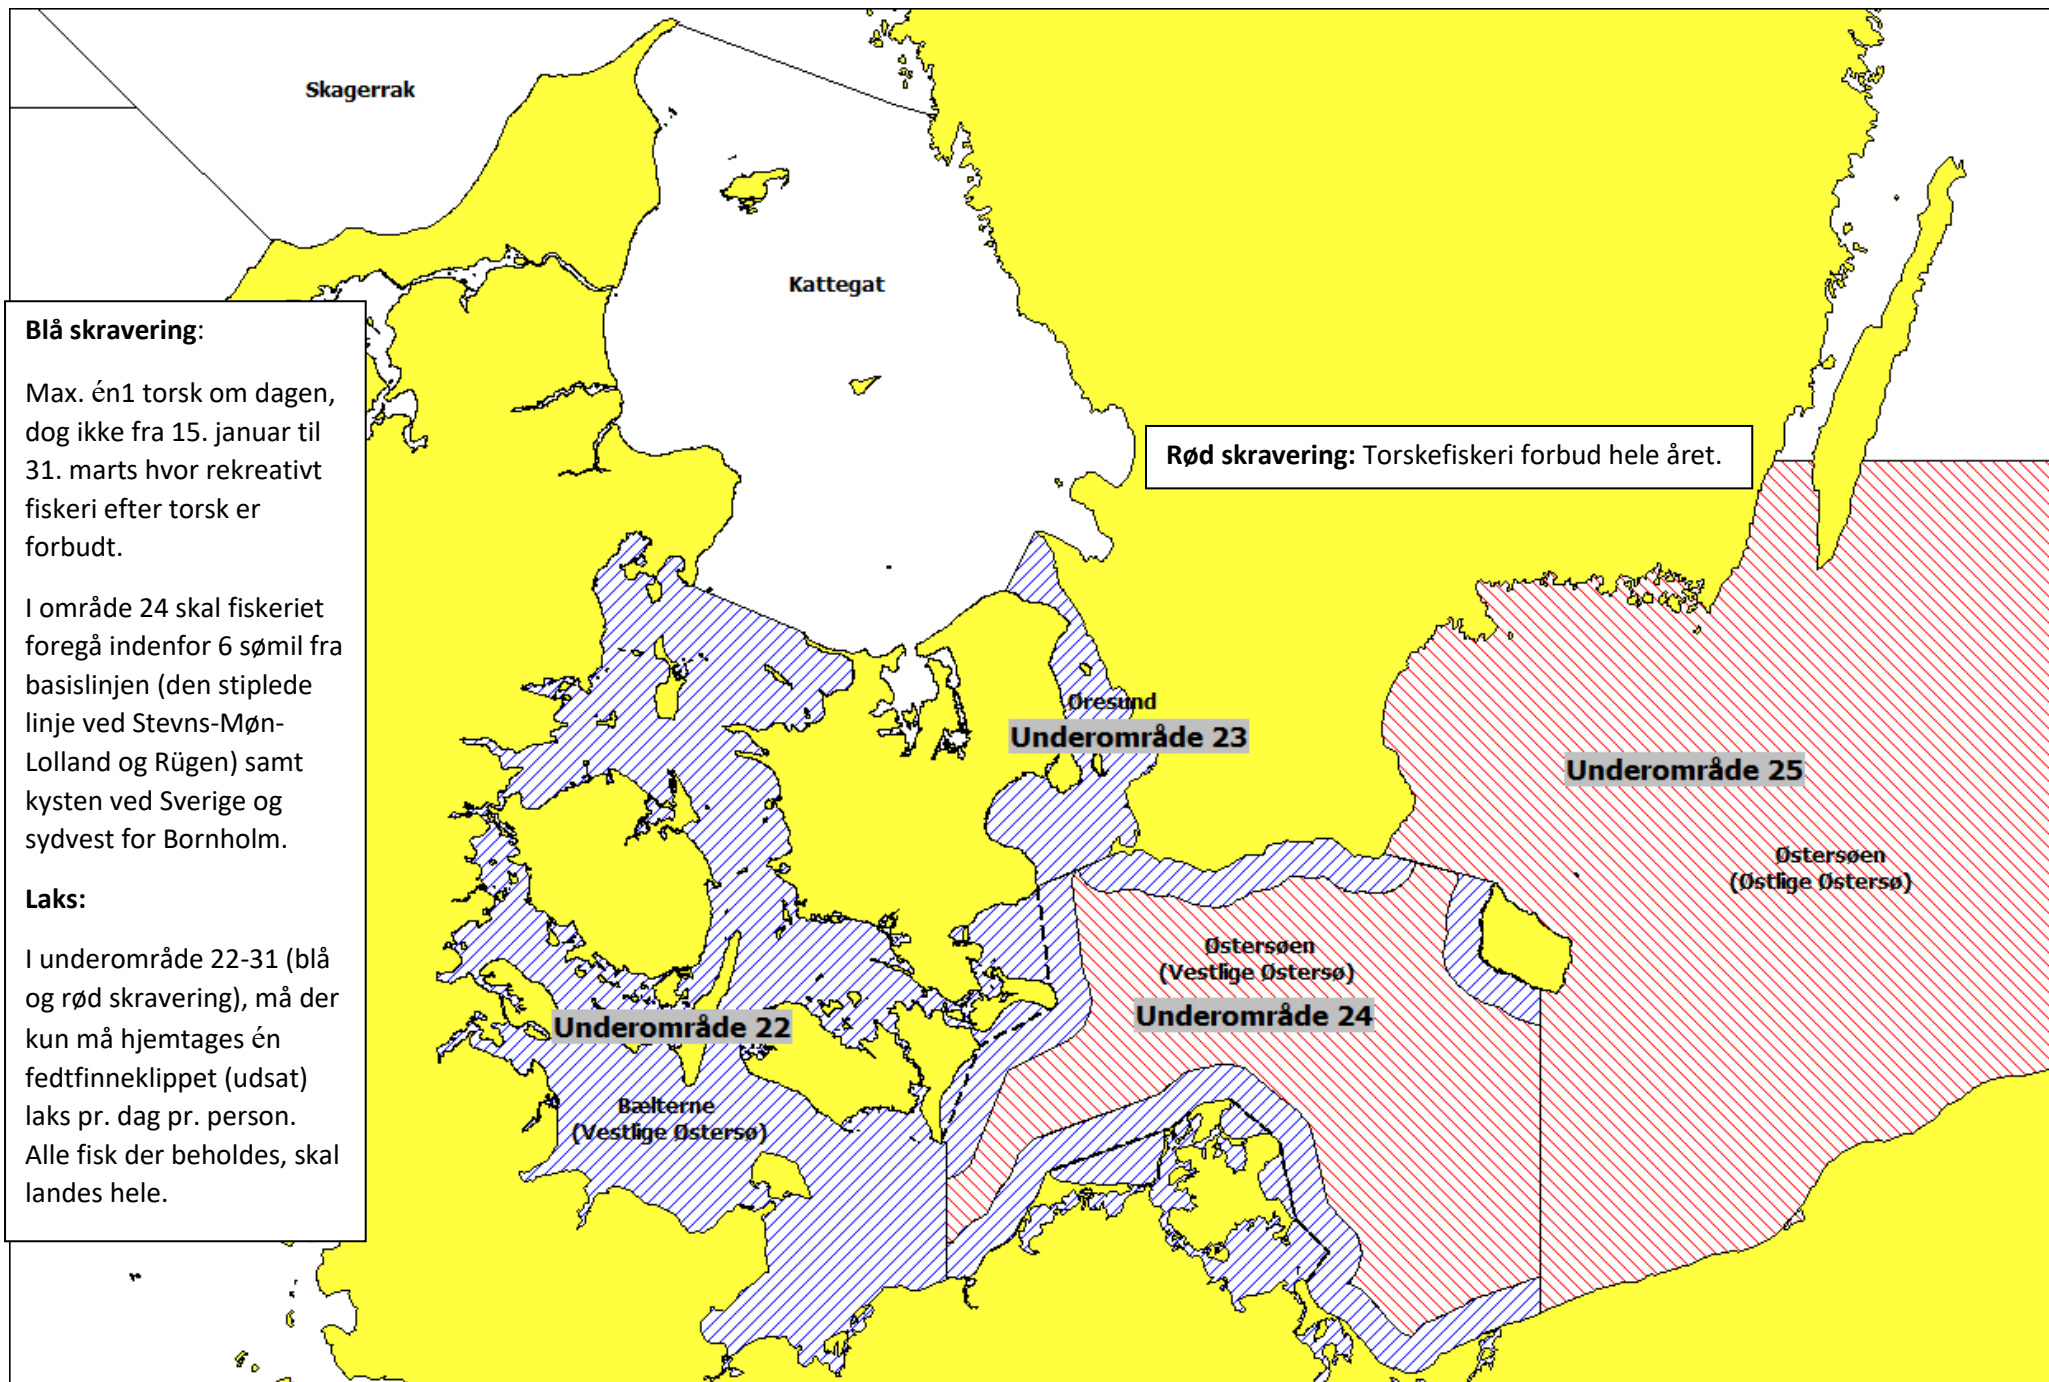 Skagerrak
Kattegat
Blå skravering:
Max. én1 torsk om dagen,
dog ikke fra 15. januar til
31. marts hvor rekreativt
fiskeri efter torsk er
forbudt.
I område 24 skal fiskeriet
foregå indenfor 6 sømil fra
basislinjen (den stiplede
linje ved Stevns-Møn-
Lolland og Rügen) samt
kysten ved Sverige og
sydvest for Bornholm.
Laks:
I underområde 22-31 (blå
og rød skravering), må der
kun må hjemtages én
fedtfinneklippet (udsat)
laks pr. dag pr. person.
Alle fisk der beholdes, skal
landes hele.
Rød skravering: Torskefiskeri forbud hele året.
Øresund
Underområde 23
Underområde 25
Østersøen
(Østlige Østersø)
Østersøen
(Vestlige Østersø)
Underområde 24
Underområde 22
Bælterne
(Vestlige Østersø)